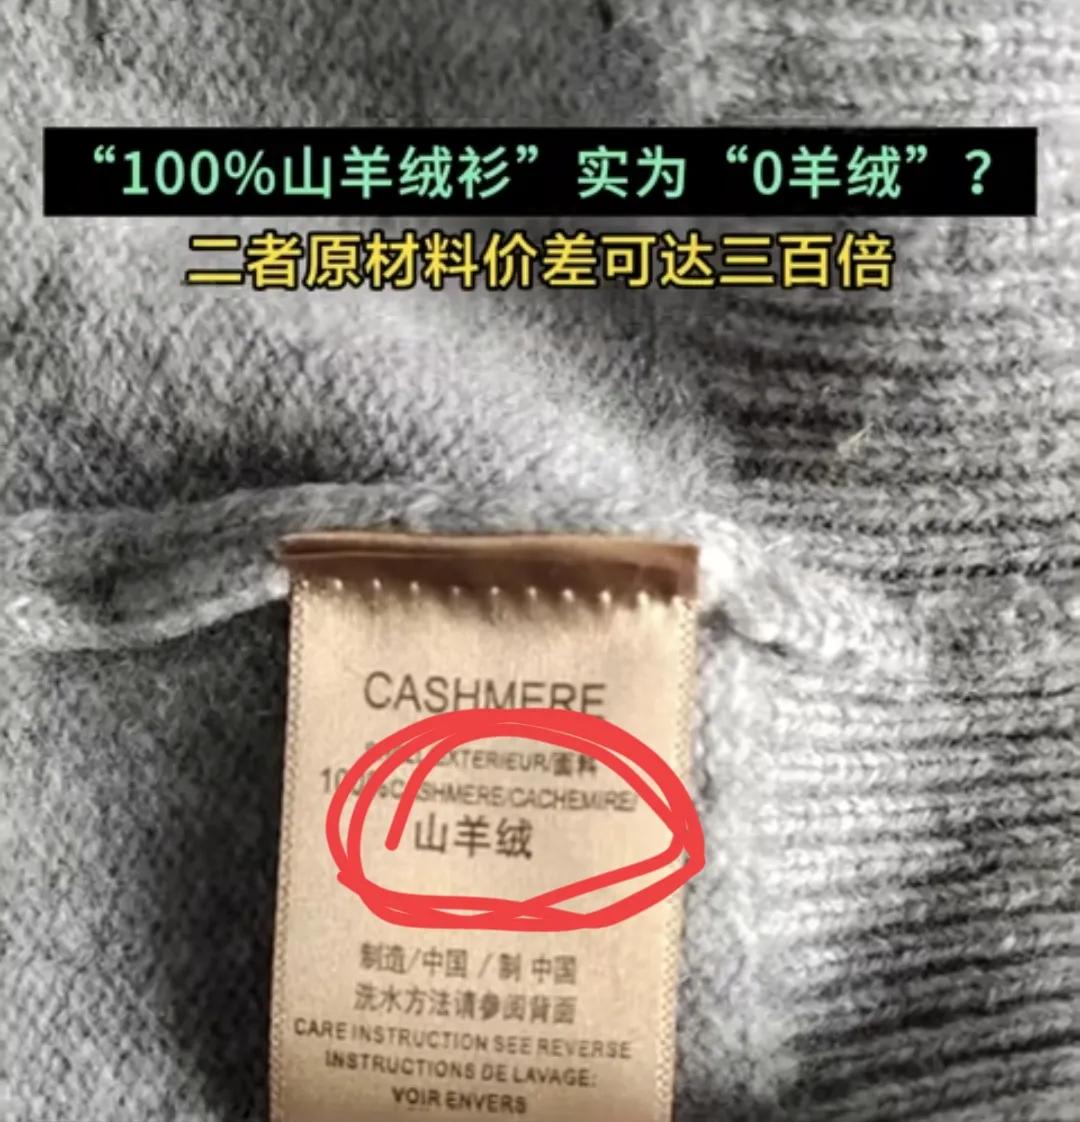 “100%山羊绒衫”实为“0羊绒”？
二者原材料价差可达三百倍
CASHMERE
EXTERIEUR/面料
100%CASHMERE/CACHEMIRE/
山羊绒
制造/中国/制 中国
洗水方法请参阅背面
CARE INSTRUCTION SEE REVERSE
INSTRUCTIONS DE LAVAGE:
VOIR ENVERS